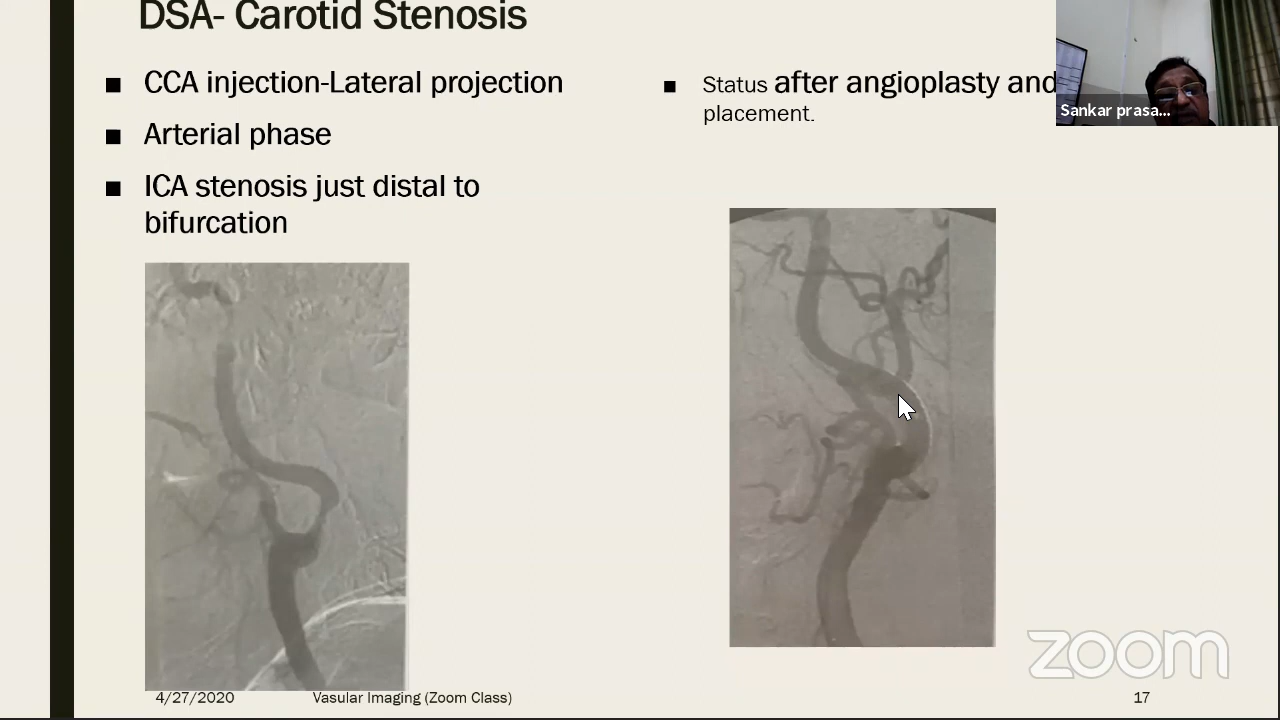 DSA- Carotid Stenosis
■ CCA injection-Lateral projection
■ Arterial phase
■ ICA stenosis just distal to
bifurcation
■ Status after angioplasty and
placement.
Sankar prasa...
4/27/2020
Vasular Imaging (Zoom Class)
17
zoom